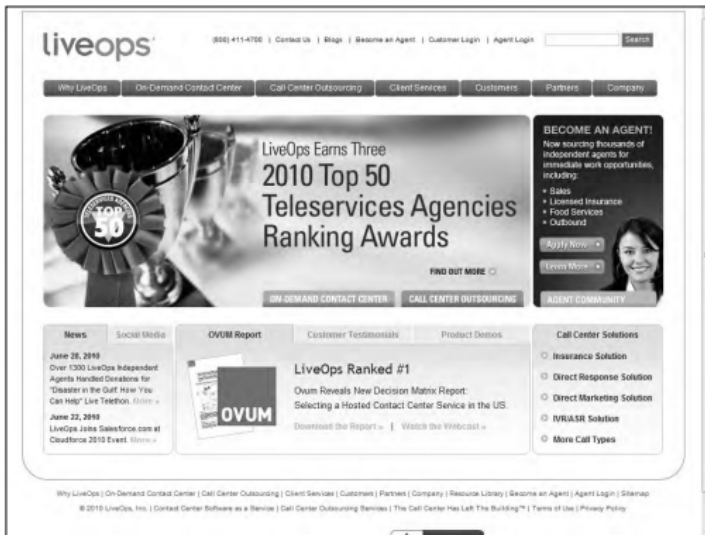 liveops
(800) 411-4700 | Contact Us | Blogs | Become an Agent | Customer Login | Agent Login
Search
Why LiveOps
On-Demand Contact Center
Call Center Outsourcing
Client Services
Customers
Partners
Company
TELESERVICES AGENCIES
TOP
50
LiveOps Earns Three
2010 Top 50
Teleservices Agencies
Ranking Awards
FIND OUT MORE
ON-DEMAND CONTACT CENTER
CALL CENTER OUTSOURCING
BECOME AN AGENT!
Now sourcing thousands of
independent agents for
immediate work opportunities,
including:
Sales
Licensed Insurance
Food Services
Outbound
Apply Now
Learn More
AGENT COMMUNITY
News
Social Media
June 28, 2010
Over 1300 LiveOps Independent
Agents Handled Donations for
"Disaster in the Gulf: How You
Can Help" Live Telethon. More »
June 22, 2010
LiveOps Joins Salesforce.com at
Cloudforce 2010 Event. More »
OVUM Report
Customer Testimonials
Product Demos
OVUM
LiveOps Ranked #1
Ovum Reveals New Decision Matrix Report:
Selecting a Hosted Contact Center Service in the US.
Download the Report » | Watch the Webcast »
Call Center Solutions
Insurance Solution
Direct Response Solution
Direct Marketing Solution
IVR/ASR Solution
More Call Types
Why LiveOps | On-Demand Contact Center | Call Center Outsourcing | Client Services | Customers | Partners | Company | Resource Library | Become an Agent | Agent Login | Sitemap
© 2010 LiveOps, Inc. | Contact Center Software as a Service | Call Center Outsourcing Services | The Call Center Has Left The Building™ | Terms of Use | Privacy Policy